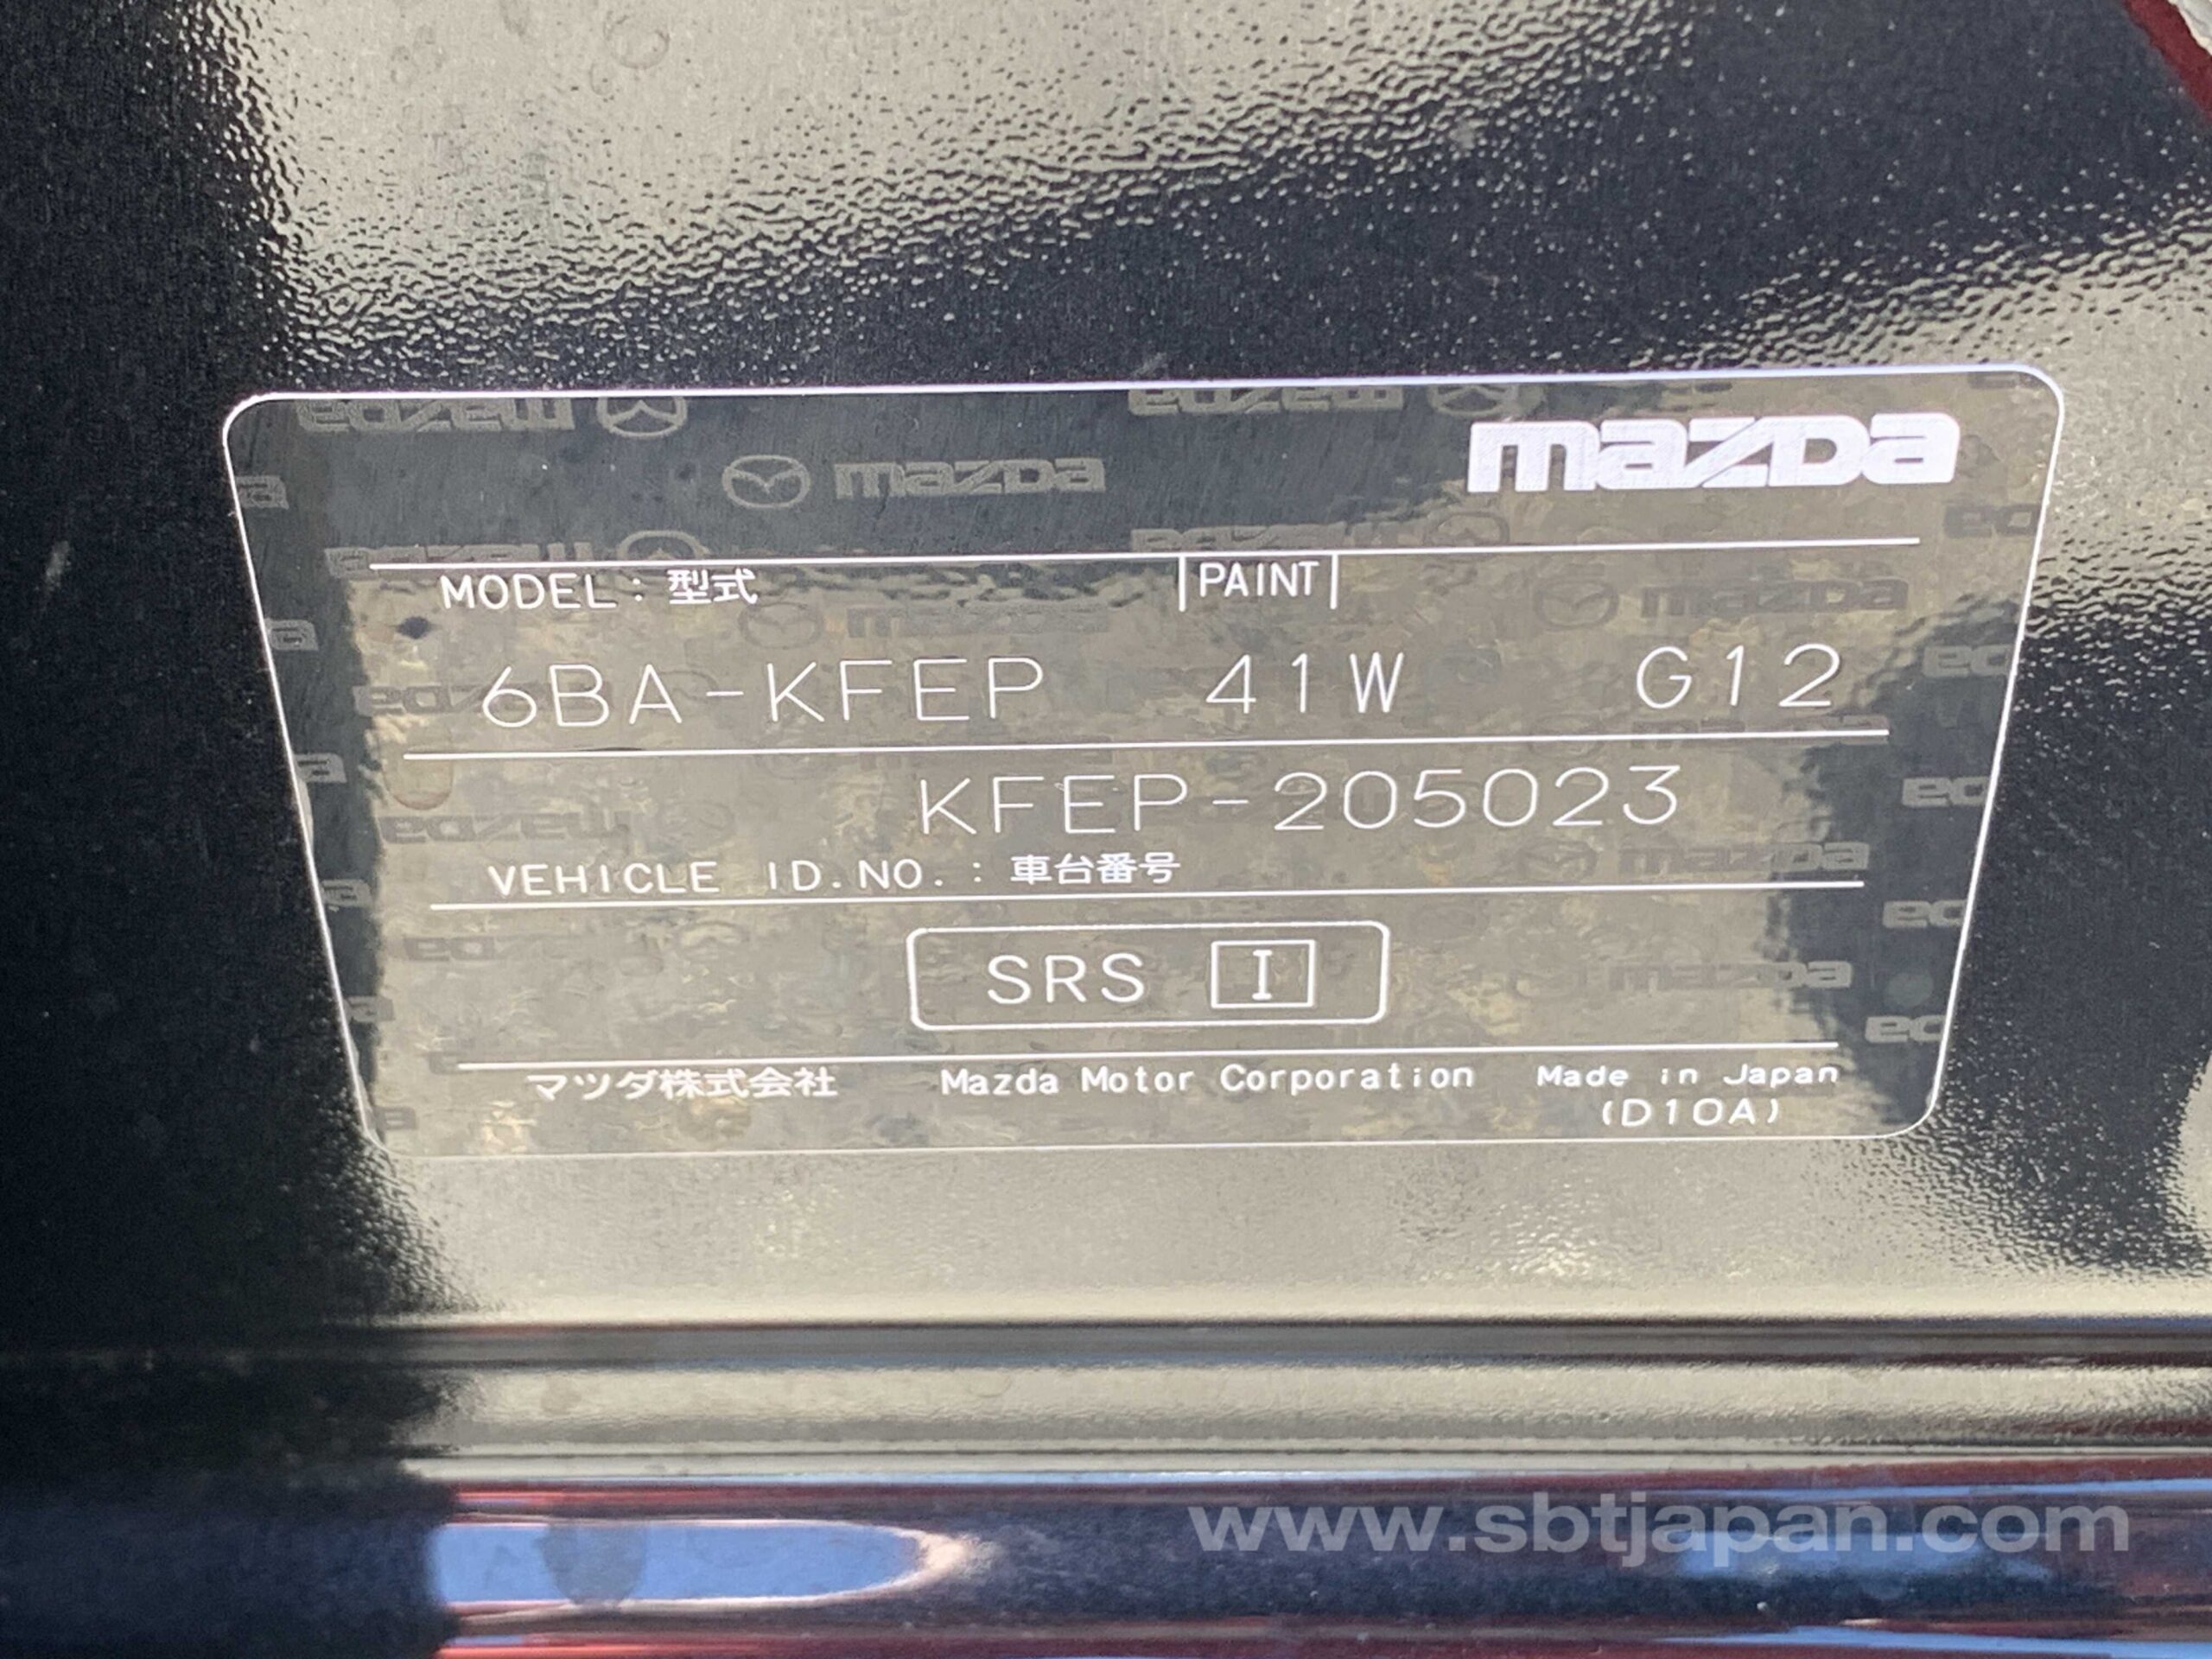 mazda
MODEL : 型式 PAINT
6BA-KFEP 41W G12
KFEP-205023
VEHICLE ID.NO. : 車台番号
SRS I
マツダ株式会社 Mazda Motor Corporation Made in Japan
(D10A)
www.sbtjapan.com